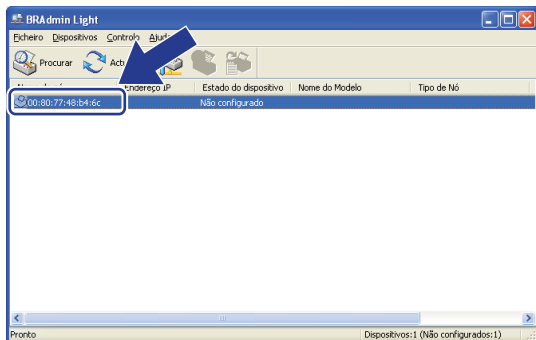 BRAdmin Light
Ficheiro Dispositivos Controlo
Procurar
Endereço IP Estado do dispositivo Nome do Modelo Tipo de Nó
00:80:77:48:b4:6c Não configurado
Pronto Dispositivos:1 (Não configurados:1)